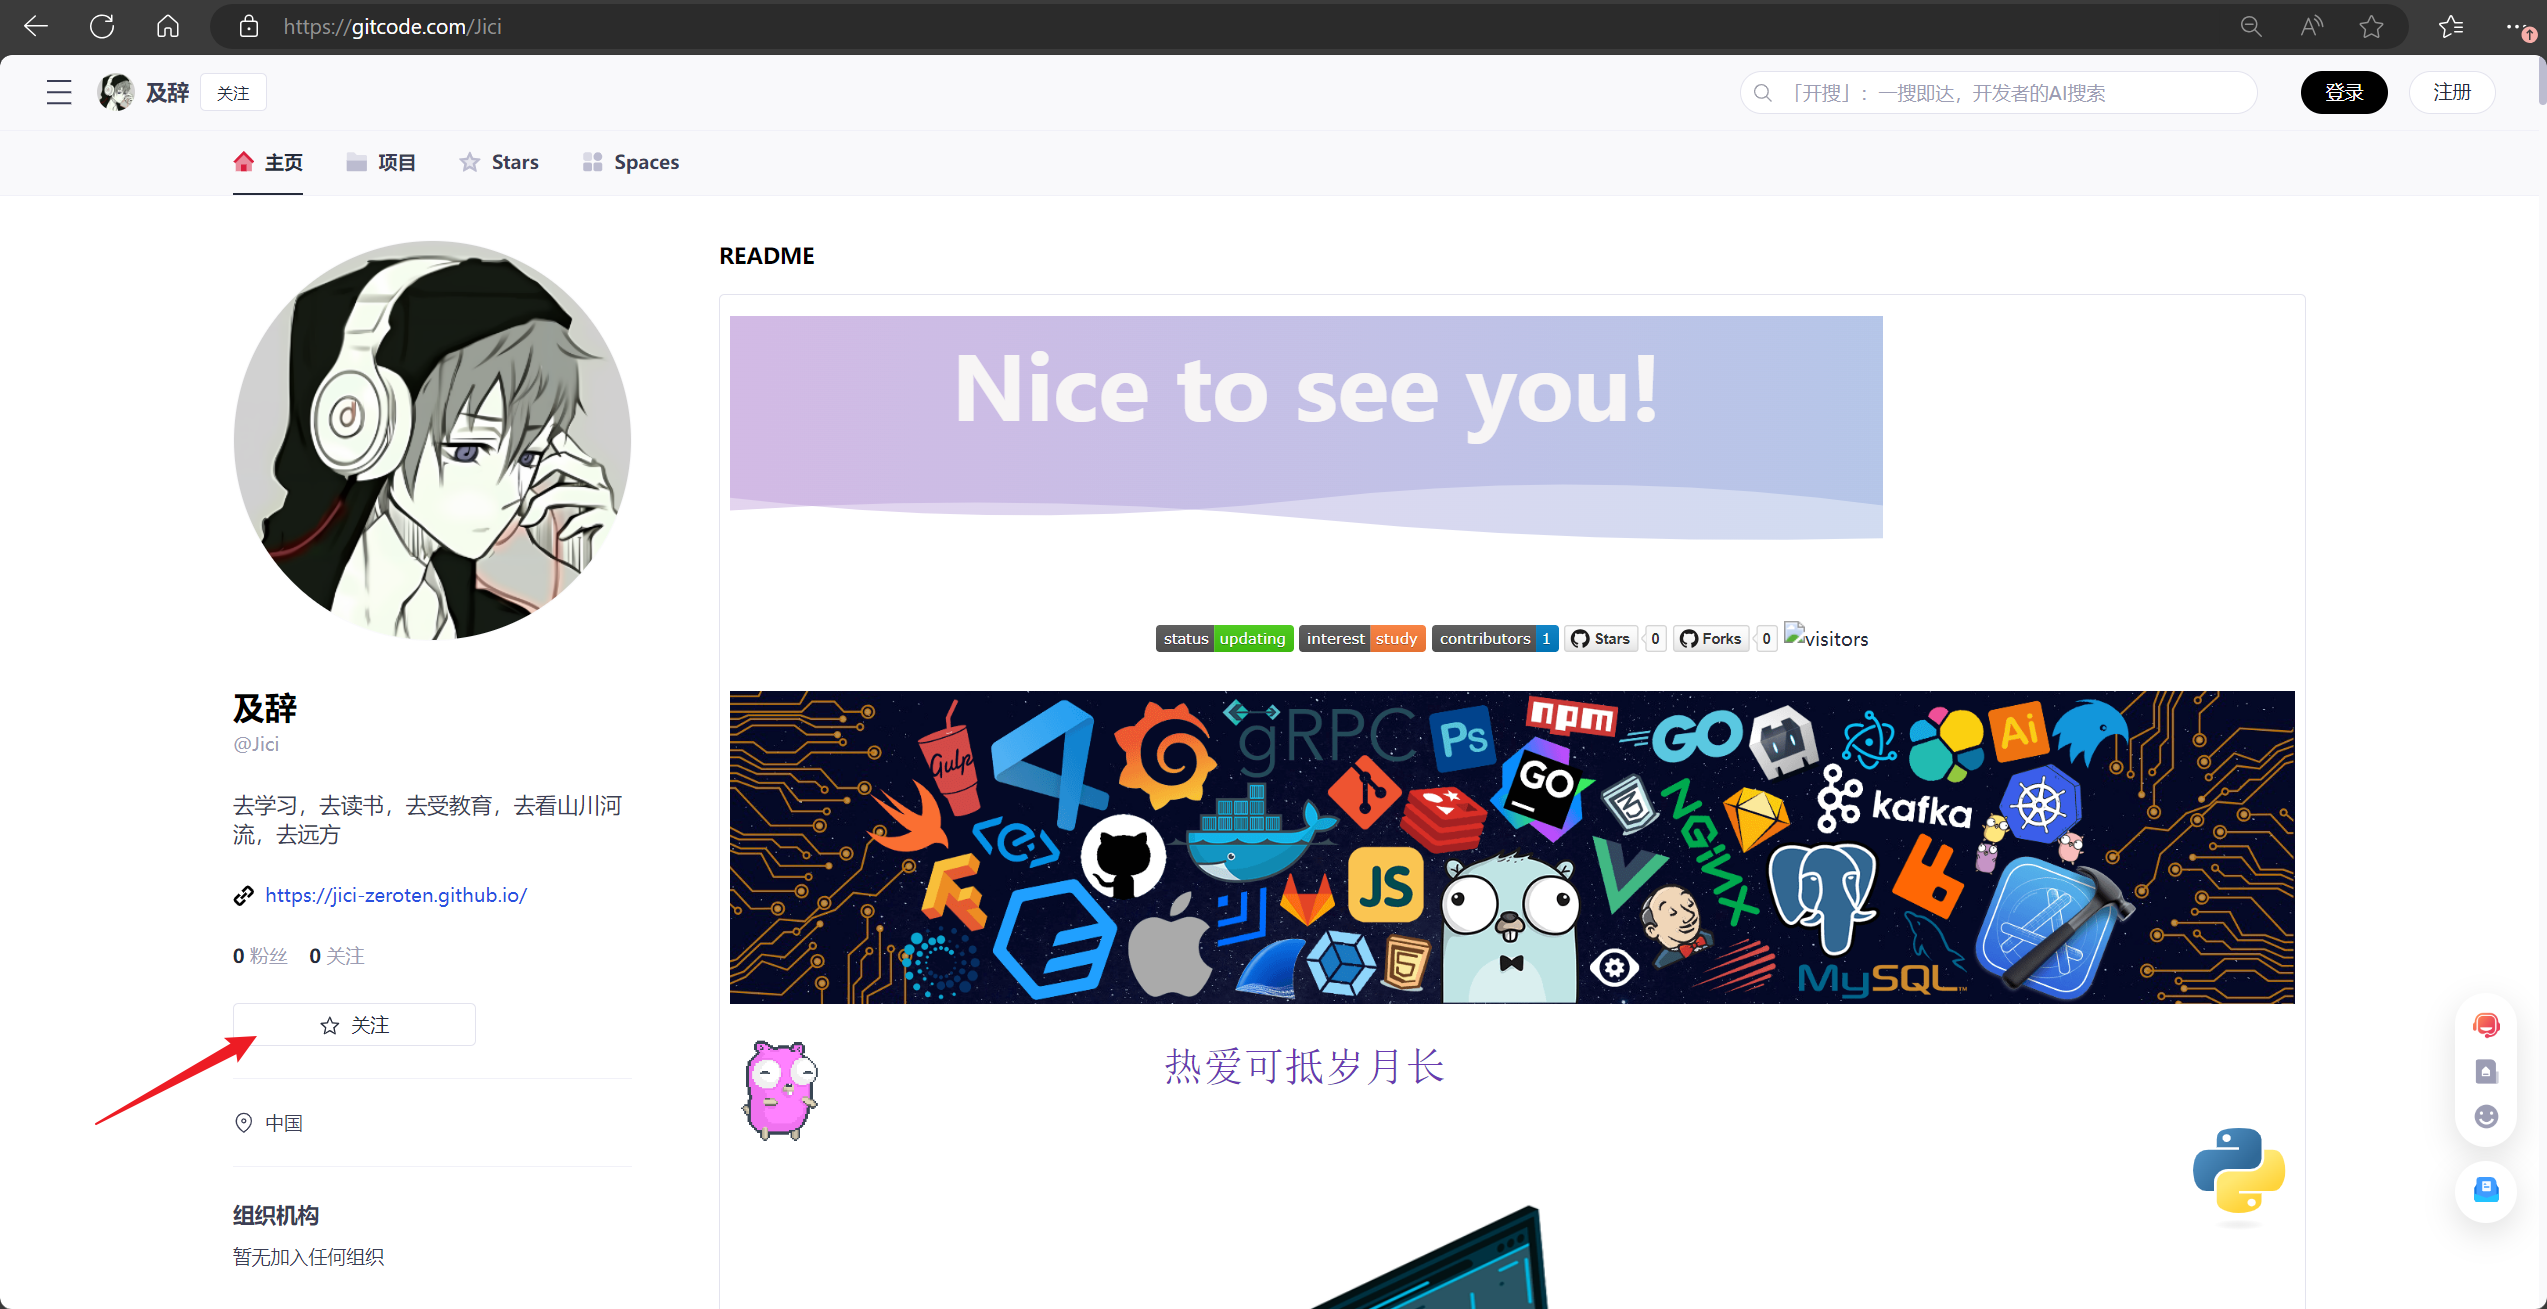 https://gitcode.com/Jici
及辞 关注
「开搜」：一搜即达，开发者的AI搜索
登录 注册
主页 项目 Stars Spaces
README
Nice to see you!
status updating interest study contributors 1 Stars 0 Forks 0 visitors
及辞
@Jici
去学习，去读书，去受教育，去看山川河
流，去远方
https://jici-zeroten.github.io/
0 粉丝 0 关注
关注
中国
组织机构
暂无加入任何组织
gRPC
Ps
npm
GO
Ai
Gulp
GO
kafka
NGINX
JS
MySQL
热爱可抵岁月长